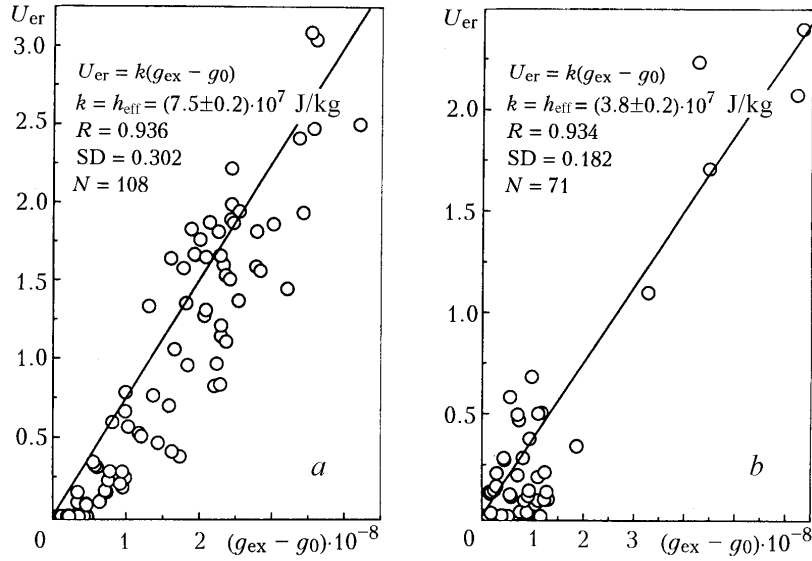 U_er
3.0
2.5
2.0
1.5
1.0
0.5
0
1
2
(g_ex − g_0)·10^-8
U_er = k(g_ex − g_0)
k = h_eff = (7.5±0.2)·10^7 J/kg
R = 0.936
SD = 0.302
N = 108
a
U_er
2.0
1.5
1.0
0.5
0
1
3
(g_ex − g_0)·10^-8
U_er = k(g_ex − g_0)
k = h_eff = (3.8±0.2)·10^7 J/kg
R = 0.934
SD = 0.182
N = 71
b